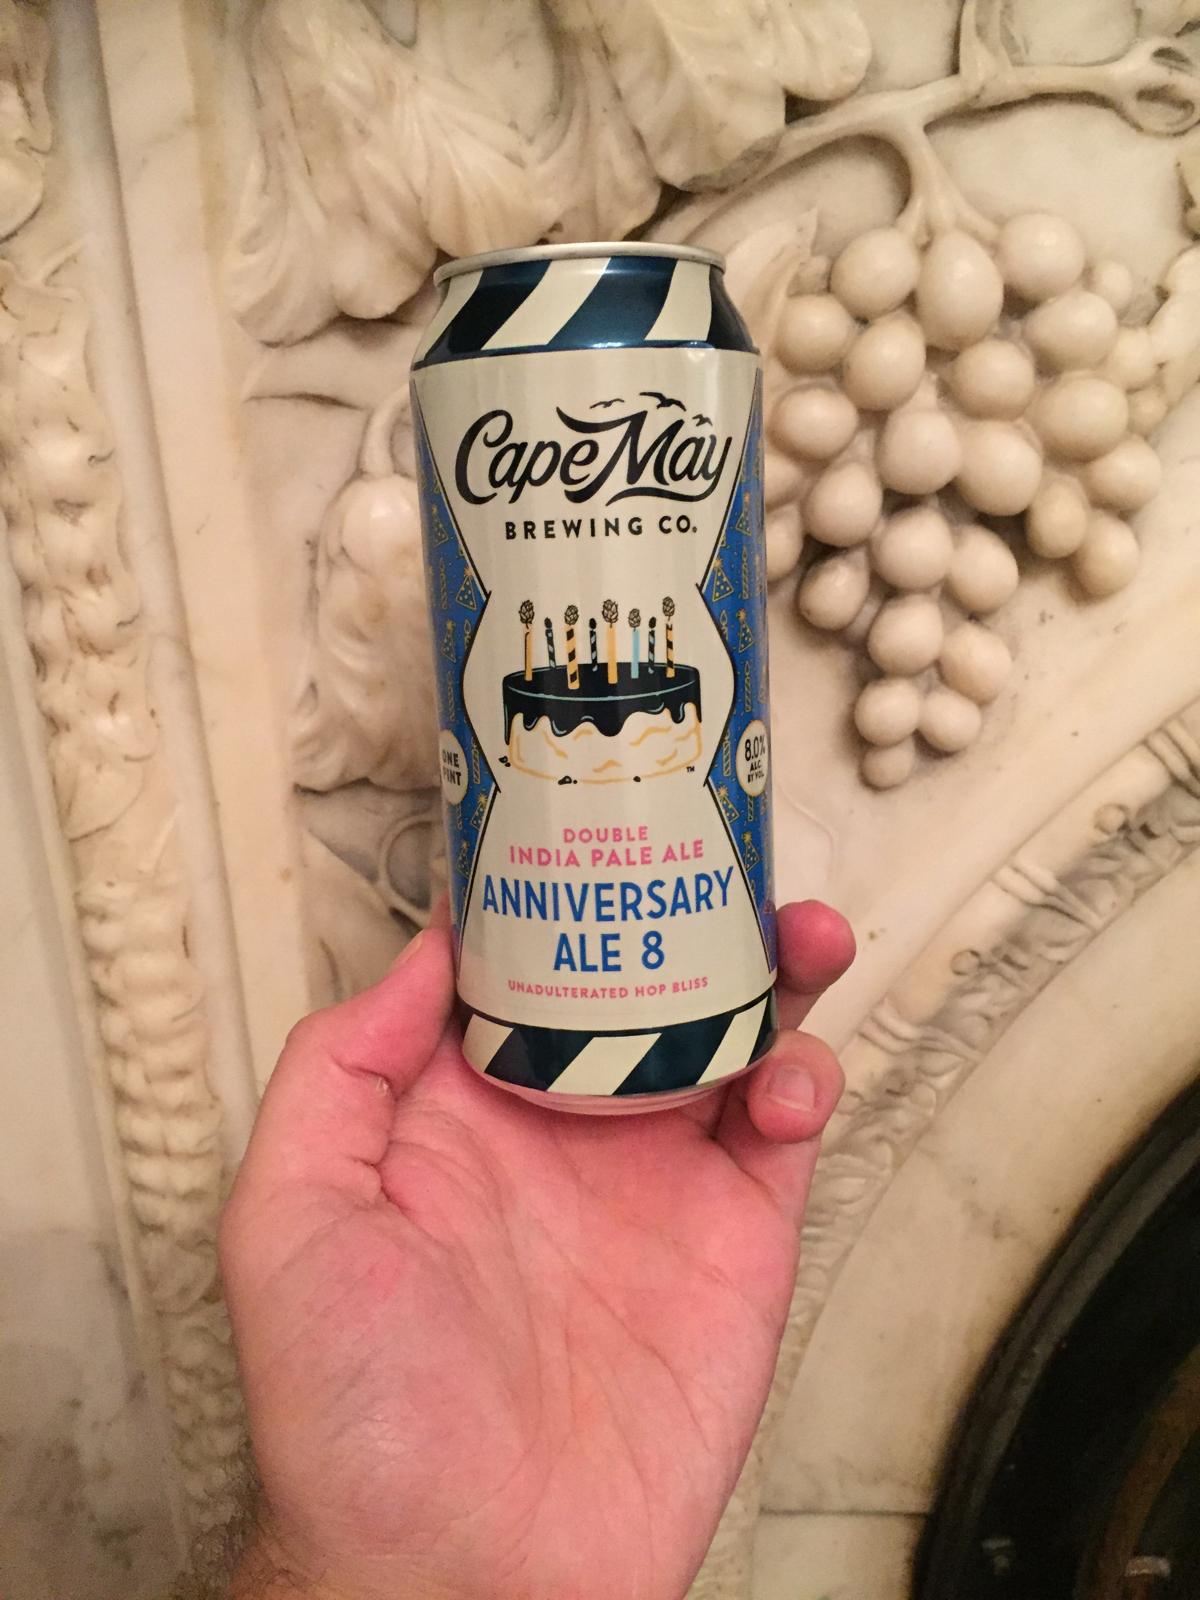 Cape May
BREWING CO.
ONE
PINT
8.0%
ALC.
BY VOL.
TM
DOUBLE
INDIA PALE ALE
ANNIVERSARY
ALE 8
UNADULTERATED HOP BLISS